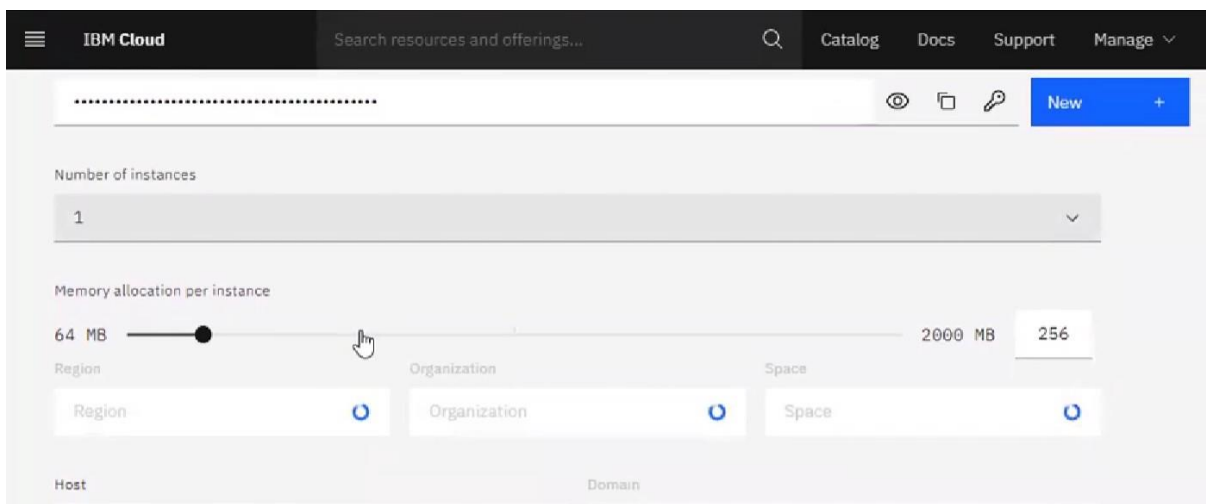 IBM Cloud Search resources and offerings... Catalog Docs Support Manage
•••••••••••••••••••••••••••••••••••••••••••• New +
Number of instances
1
Memory allocation per instance
64 MB 2000 MB 256
Region Organization Space
Region Organization Space
Host Domain